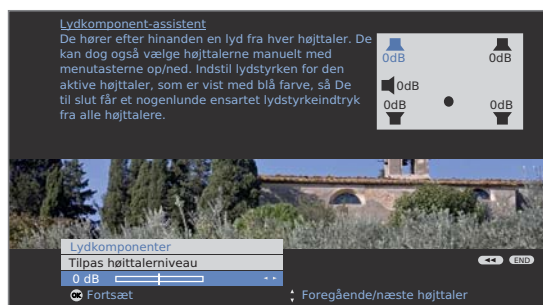 Lydkomponent-assistent
De hører efter hinanden en lyd fra hver højttaler. De
kan dog også vælge højttalerne manuelt med
menutasterne op/ned. Indstil lydstyrken for den
aktive højttaler, som er vist med blå farve, så De
til slut får et nogenlunde ensartet lydstyrkeindtryk
fra alle højttalere.
0dB 0dB
0dB
0dB 0dB
Lydkomponenter
Tilpas høittalerniveau
0 dB
END
OK Fortsæt
Foregående/næste højttaler